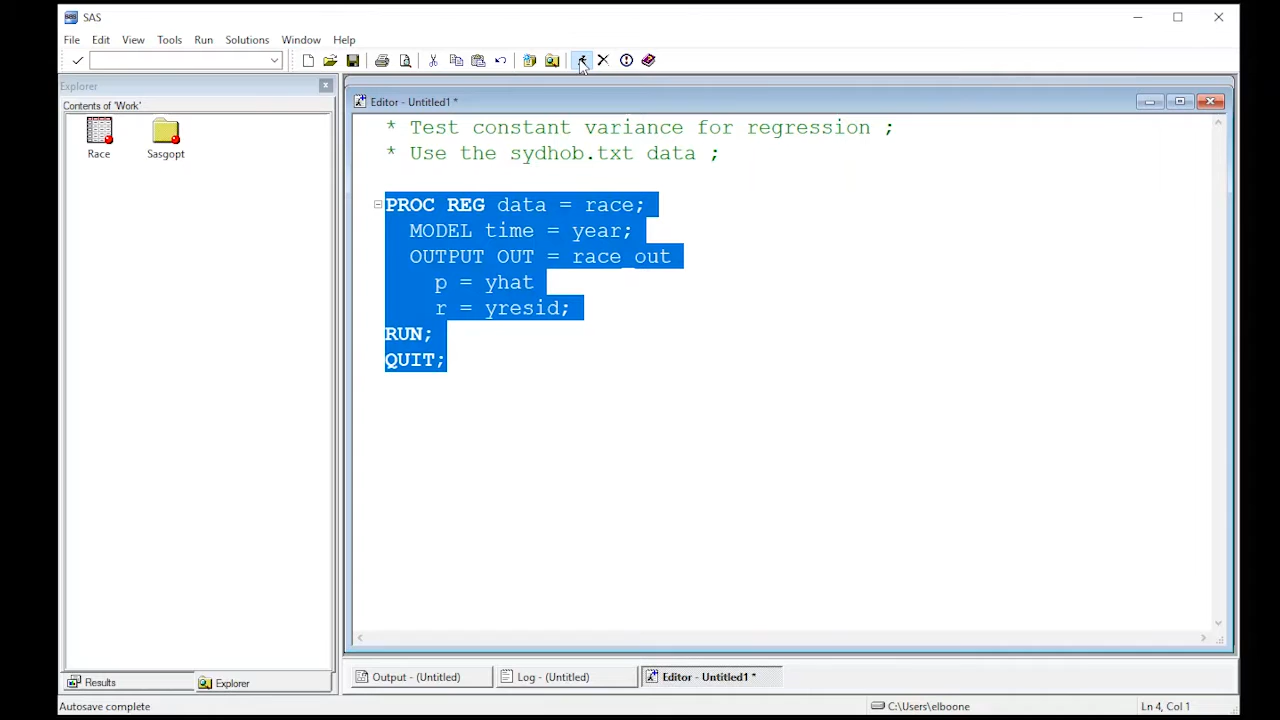 SAS
File Edit View Tools Run Solutions Window Help
Explorer
Contents of 'Work'
Race Sasgopt
Editor - Untitled1 *
* Test constant variance for regression ;
* Use the sydhob.txt data ;
PROC REG data = race;
MODEL time = year;
OUTPUT OUT = race_out
p = yhat
r = yresid;
RUN;
QUIT;
Results Explorer
Output - (Untitled) Log - (Untitled) Editor - Untitled1 *
Autosave complete C:\Users\elboone Ln 4, Col 1